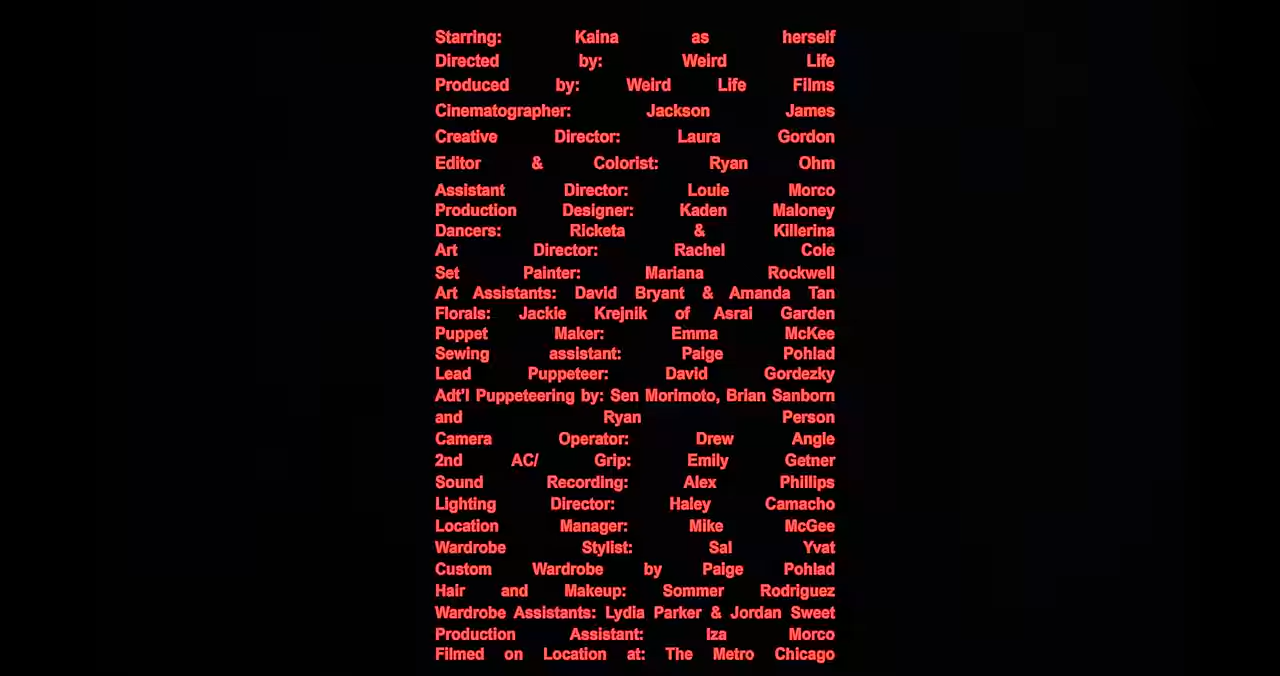 Starring: Kaina as herself
Directed by: Weird Life
Produced by: Weird Life Films
Cinematographer: Jackson James
Creative Director: Laura Gordon
Editor & Colorist: Ryan Ohm
Assistant Director: Louie Morco
Production Designer: Kaden Maloney
Dancers: Ricketa & Killerina
Art Director: Rachel Cole
Set Painter: Mariana Rockwell
Art Assistants: David Bryant & Amanda Tan
Florals: Jackie Krejnik of Asrai Garden
Puppet Maker: Emma McKee
Sewing assistant: Paige Pohlad
Lead Puppeteer: David Gordezky
Adt'l Puppeteering by: Sen Morimoto, Brian Sanborn
and Ryan Person
Camera Operator: Drew Angle
2nd AC/ Grip: Emily Getner
Sound Recording: Alex Phillips
Lighting Director: Haley Camacho
Location Manager: Mike McGee
Wardrobe Stylist: Sal Yvat
Custom Wardrobe by Paige Pohlad
Hair and Makeup: Sommer Rodriguez
Wardrobe Assistants: Lydia Parker & Jordan Sweet
Production Assistant: Iza Morco
Filmed on Location at: The Metro Chicago